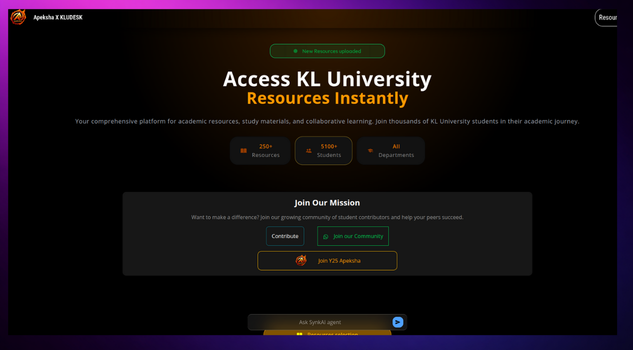 Apeksha X KLUDESK
Resour
New Resources uploaded
Access KL University
Resources Instantly
Your comprehensive platform for academic resources, study materials, and collaborative learning. Join thousands of KL University students in their academic journey.
250+
Resources
5100+
Students
All
Departments
Join Our Mission
Want to make a difference? Join our growing community of student contributors and help your peers succeed.
Contribute
Join our Community
Join Y25 Apeksha
Ask SynkAI agent
Resources selection